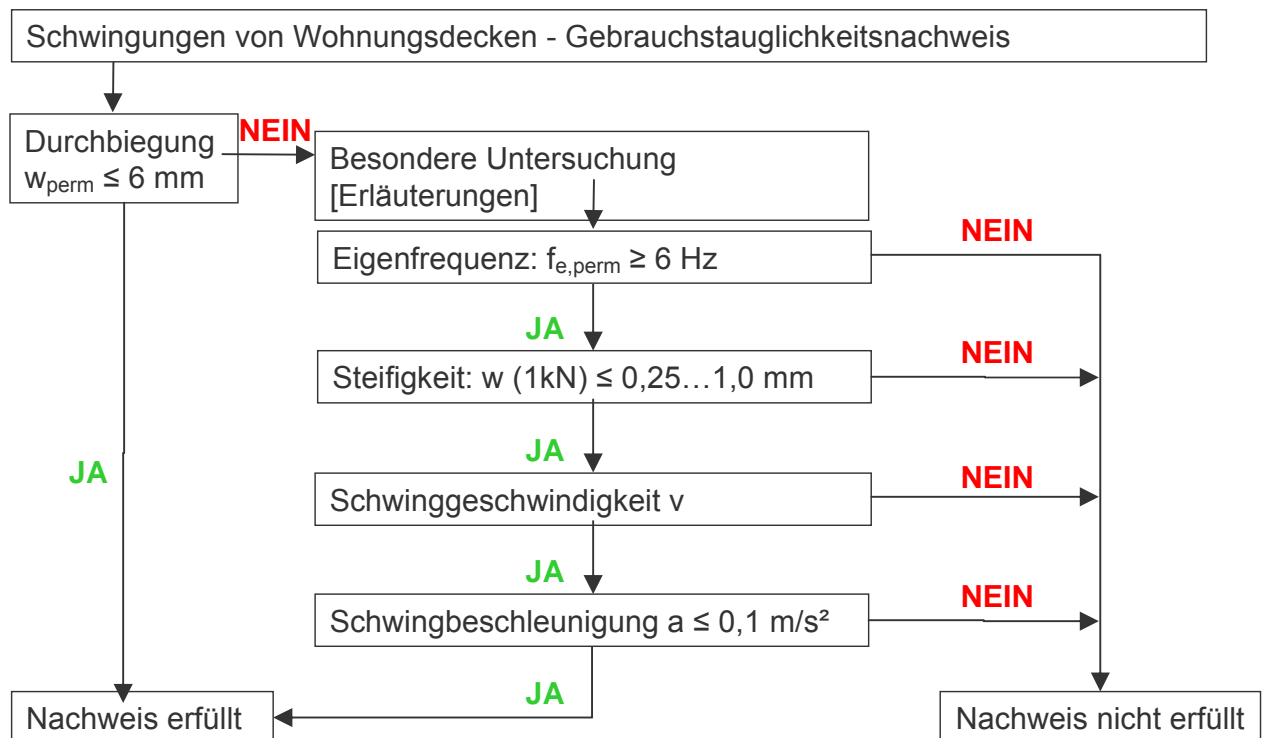 Schwingungen von Wohnungsdecken - Gebrauchstauglichkeitsnachweis
Durchbiegung
w_perm ≤ 6 mm
NEIN
Besondere Untersuchung
[Erläuterungen]
Eigenfrequenz: f_e,perm ≥ 6 Hz
NEIN
JA
Steifigkeit: w (1kN) ≤ 0,25…1,0 mm
NEIN
JA
JA
Schwinggeschwindigkeit v
NEIN
JA
Schwingbeschleunigung a ≤ 0,1 m/s²
NEIN
JA
Nachweis erfüllt
Nachweis nicht erfüllt